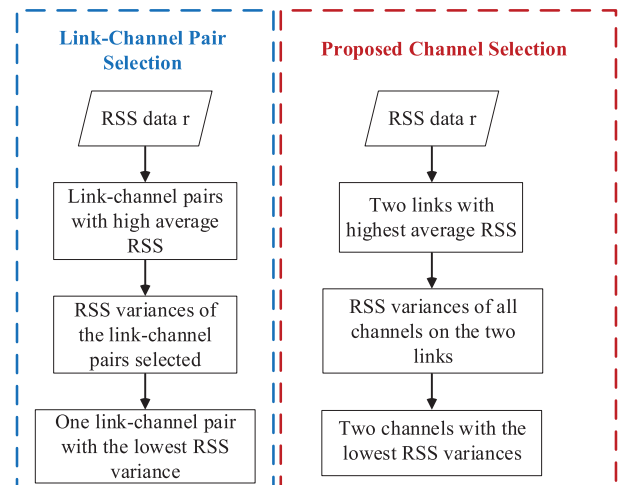 Link-Channel Pair
Selection
RSS data r
Link-channel pairs
with high average
RSS
RSS variances of
the link-channel
pairs selected
One link-channel pair
with the lowest RSS
variance
Proposed Channel Selection
RSS data r
Two links with
highest average RSS
RSS variances of all
channels on the two
links
Two channels with the
lowest RSS variances